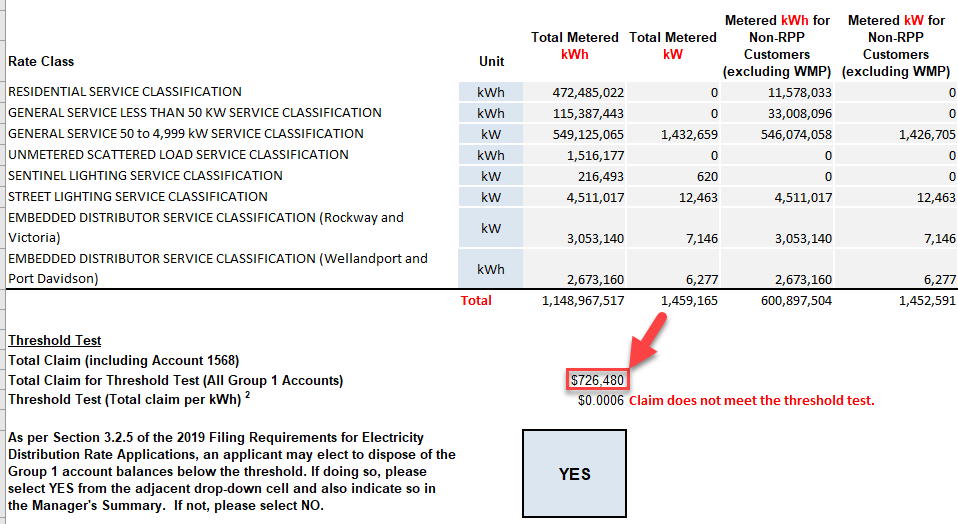 Metered kWh for Metered kW for
Total Metered Total Metered Non-RPP Non-RPP
kWh kW Customers Customers
Rate Class Unit (excluding WMP) (excluding WMP)
RESIDENTIAL SERVICE CLASSIFICATION kWh 472,485,022 0 11,578,033 0
GENERAL SERVICE LESS THAN 50 KW SERVICE CLASSIFICATION kWh 115,387,443 0 33,008,096 0
GENERAL SERVICE 50 to 4,999 kW SERVICE CLASSIFICATION kW 549,125,065 1,432,659 546,074,058 1,426,705
UNMETERED SCATTERED LOAD SERVICE CLASSIFICATION kWh 1,516,177 0 0 0
SENTINEL LIGHTING SERVICE CLASSIFICATION kW 216,493 620 0 0
STREET LIGHTING SERVICE CLASSIFICATION kW 4,511,017 12,463 4,511,017 12,463
EMBEDDED DISTRIBUTOR SERVICE CLASSIFICATION (Rockway and
Victoria) kW 3,053,140 7,146 3,053,140 7,146
EMBEDDED DISTRIBUTOR SERVICE CLASSIFICATION (Wellandport and
Port Davidson) kWh 2,673,160 6,277 2,673,160 6,277
Total 1,148,967,517 1,459,165 600,897,504 1,452,591
Threshold Test
Total Claim (including Account 1568)
Total Claim for Threshold Test (All Group 1 Accounts) $726,480
Threshold Test (Total claim per kWh) 2 $0.0006 Claim does not meet the threshold test.
As per Section 3.2.5 of the 2019 Filing Requirements for Electricity
Distribution Rate Applications, an applicant may elect to dispose of the
Group 1 account balances below the threshold. If doing so, please
select YES from the adjacent drop-down cell and also indicate so in
the Manager's Summary. If not, please select NO.
YES